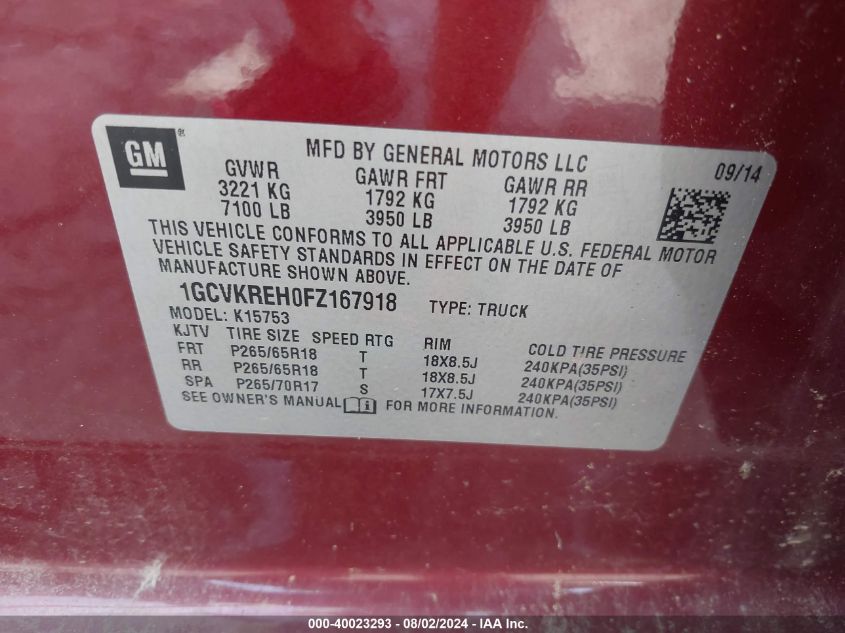 GM ®
MFD BY GENERAL MOTORS LLC
09/14
GVWR GAWR FRT GAWR RR
3221 KG 1792 KG 1792 KG
7100 LB 3950 LB 3950 LB
THIS VEHICLE CONFORMS TO ALL APPLICABLE U.S. FEDERAL MOTOR
VEHICLE SAFETY STANDARDS IN EFFECT ON THE DATE OF
MANUFACTURE SHOWN ABOVE.
1GCVKREH0FZ167918 TYPE: TRUCK
MODEL: K15753
KJTV TIRE SIZE SPEED RTG RIM COLD TIRE PRESSURE
FRT P265/65R18 T 18X8.5J 240KPA(35PSI)
RR P265/65R18 T 18X8.5J 240KPA(35PSI)
SPA P265/70R17 S 17X7.5J 240KPA(35PSI)
SEE OWNER'S MANUAL i FOR MORE INFORMATION.
000-40023293 - 08/02/2024 - IAA Inc.